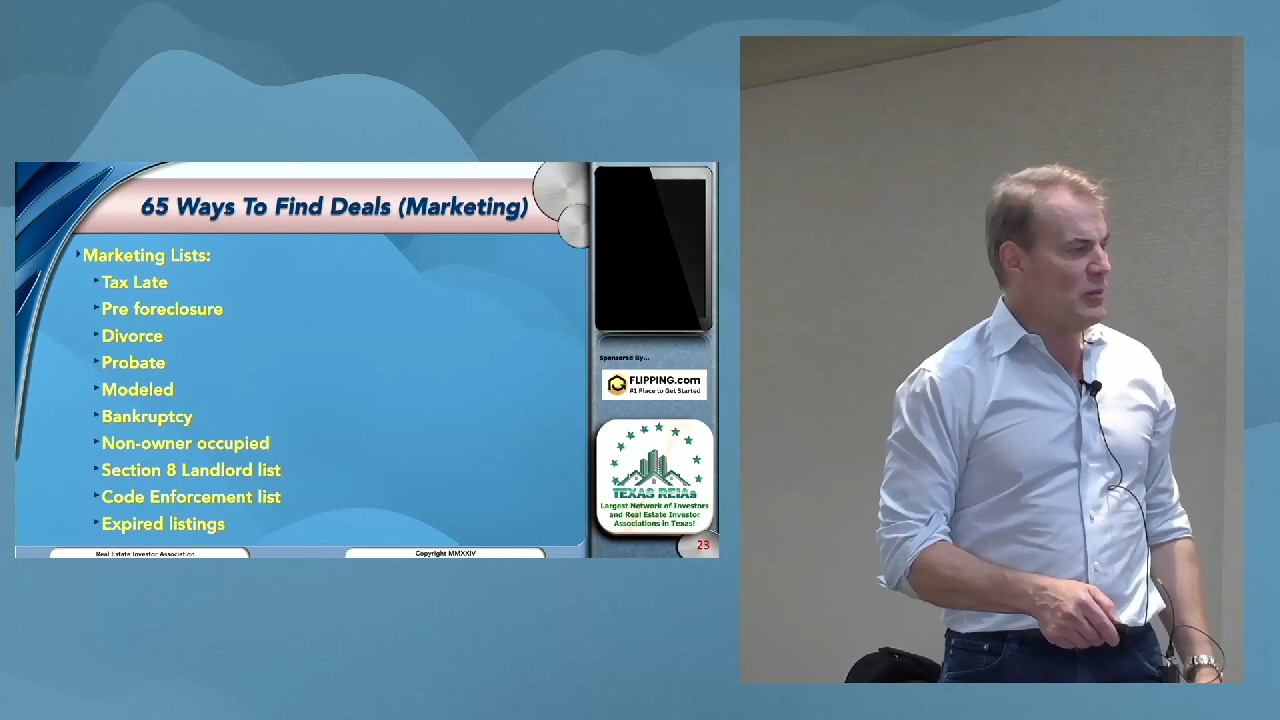 65 Ways To Find Deals (Marketing)
Marketing Lists:
Tax Late
Pre foreclosure
Divorce
Probate
Modeled
Bankruptcy
Non-owner occupied
Section 8 Landlord list
Code Enforcement list
Expired listings
Sponsored By...
FLIPPING.com
#1 Place to Get Started
TEXAS REIAs
Largest Network of Investors
and Real Estate Investor
Associations in Texas!
Real Estate Investor Association
Copyright MMXXIV
23